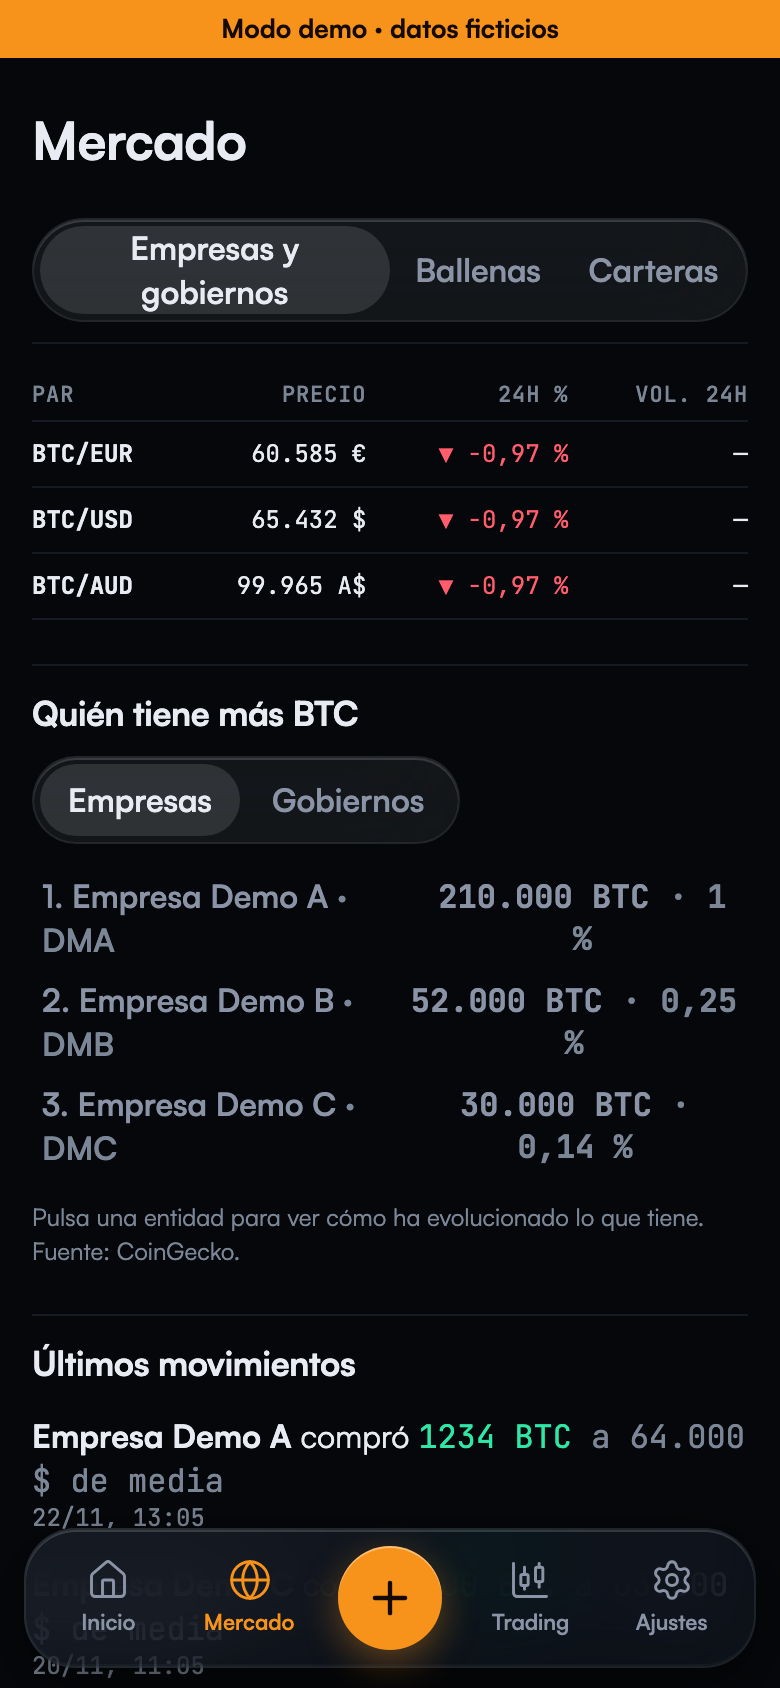 Modo demo • datos ficticios
Mercado
Empresas y gobiernos
Ballenas
Carteras
PAR PRECIO 24H % VOL. 24H
BTC/EUR 60.585 € ▼ -0,97 % —
BTC/USD 65.432 $ ▼ -0,97 % —
BTC/AUD 99.965 A$ ▼ -0,97 % —
Quién tiene más BTC
Empresas Gobiernos
1. Empresa Demo A · DMA
210.000 BTC · 1 %
2. Empresa Demo B · DMB
52.000 BTC · 0,25 %
3. Empresa Demo C · DMC
30.000 BTC · 0,14 %
Pulsa una entidad para ver cómo ha evolucionado lo que tiene.
Fuente: CoinGecko.
Últimos movimientos
Empresa Demo A compró 1234 BTC a 64.000
$ de media
22/11, 13:05
$ de media
20/11, 11:05
Inicio Mercado + Trading Ajustes